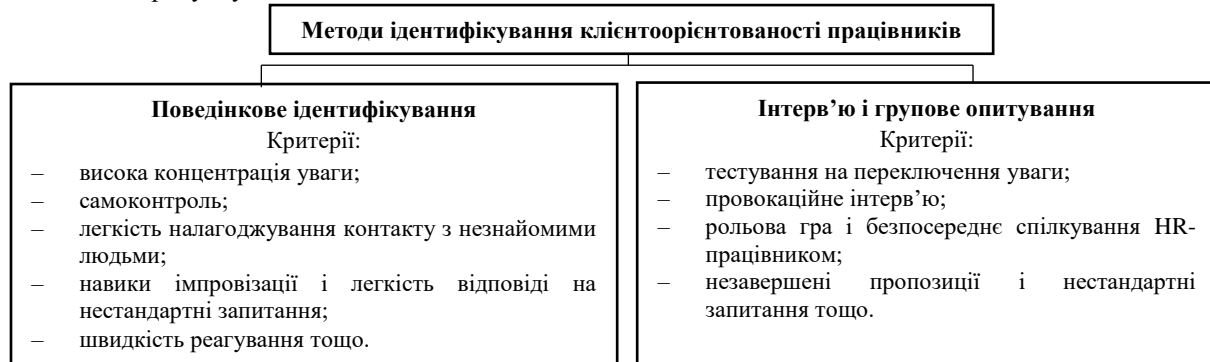 Методи ідентифікування клієнтоорієнтованості працівників
Поведінкове ідентифікування
Критерії:
– висока концентрація уваги;
– самоконтроль;
– легкість налагоджування контакту з незнайомими
людьми;
– навики імпровізації і легкість відповіді на
нестандартні запитання;
– швидкість реагування тощо.
Інтерв’ю і групове опитування
Критерії:
– тестування на переключення уваги;
– провокаційне інтерв’ю;
– рольова гра і безпосереднє спілкування HR-
працівником;
– незавершені пропозиції і нестандартні
запитання тощо.